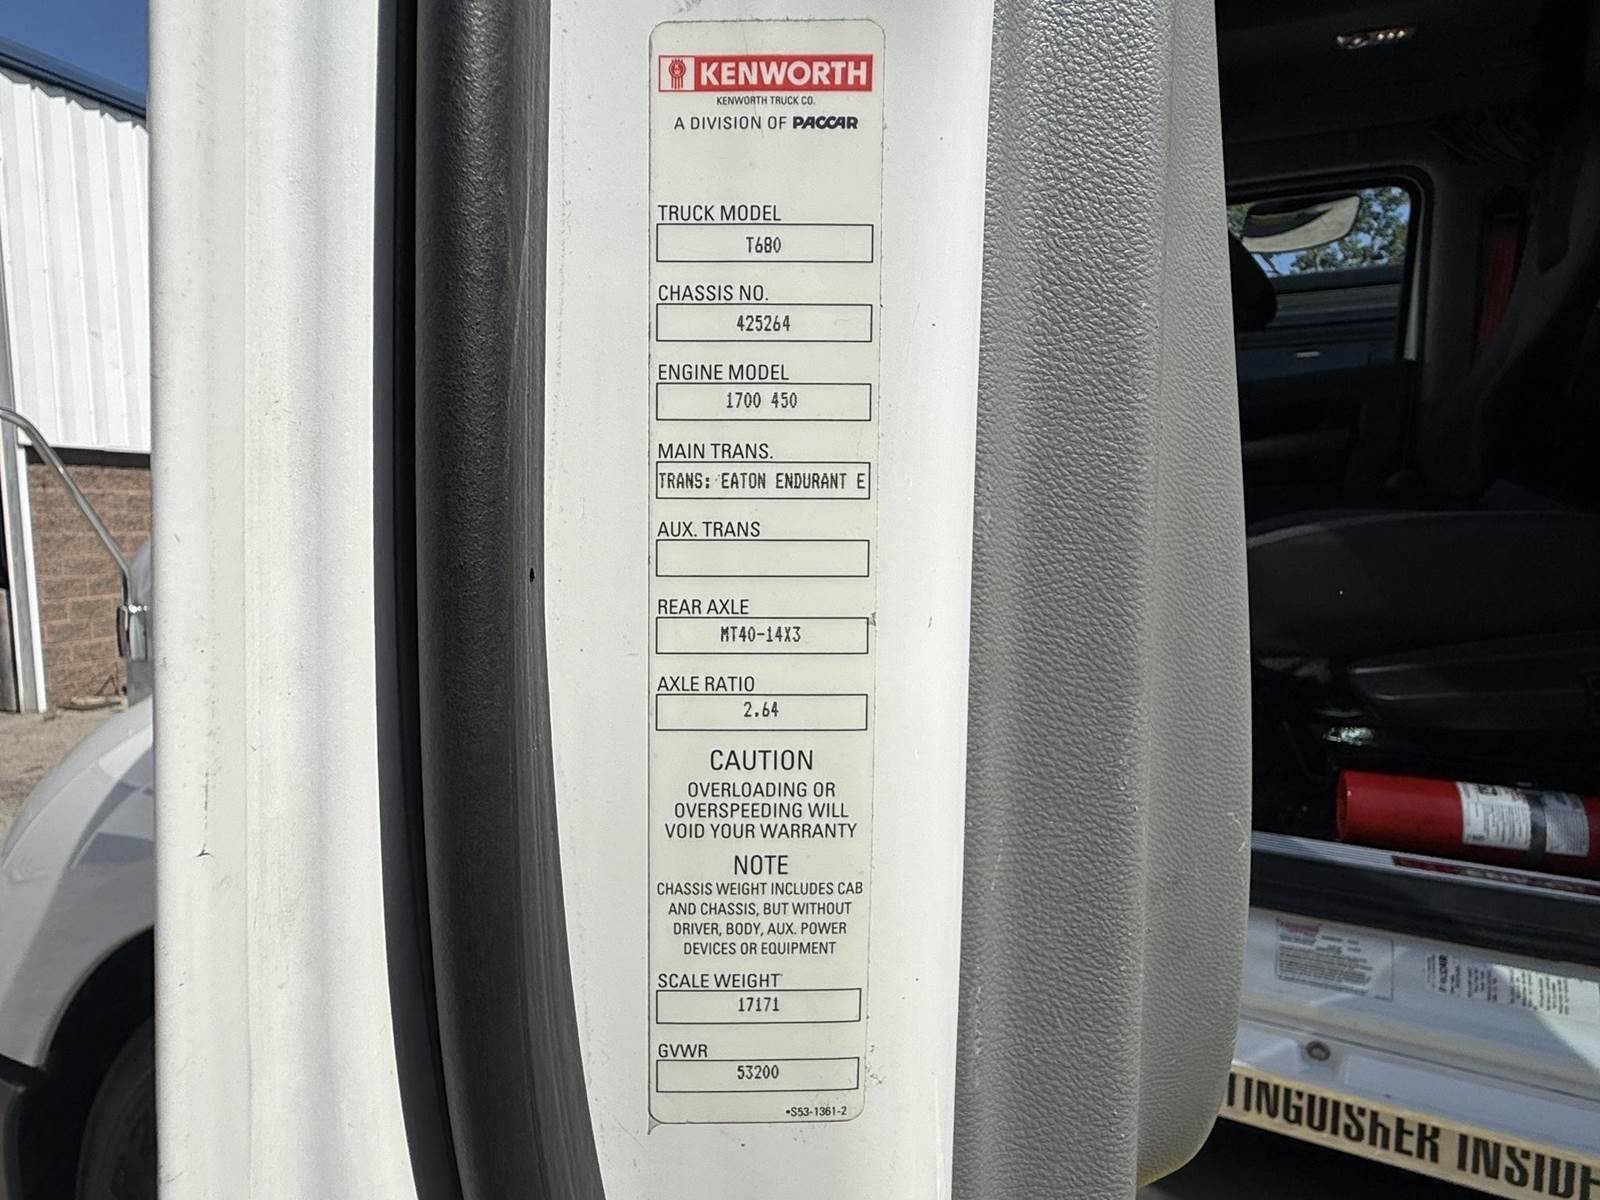 KENWORTH
KENWORTH TRUCK CO.
A DIVISION OF PACCAR
TRUCK MODEL
T680
CHASSIS NO.
425264
ENGINE MODEL
1700 450
MAIN TRANS.
TRANS: EATON ENDURANT E
AUX. TRANS
REAR AXLE
MT40-14X3
AXLE RATIO
2.64
CAUTION
OVERLOADING OR
OVERSPEEDING WILL
VOID YOUR WARRANTY
NOTE
CHASSIS WEIGHT INCLUDES CAB
AND CHASSIS, BUT WITHOUT
DRIVER, BODY, AUX. POWER
DEVICES OR EQUIPMENT
SCALE WEIGHT
17171
GVWR
53200
•S53-1361-2
TINGUISHER INSIDE
PACCAR